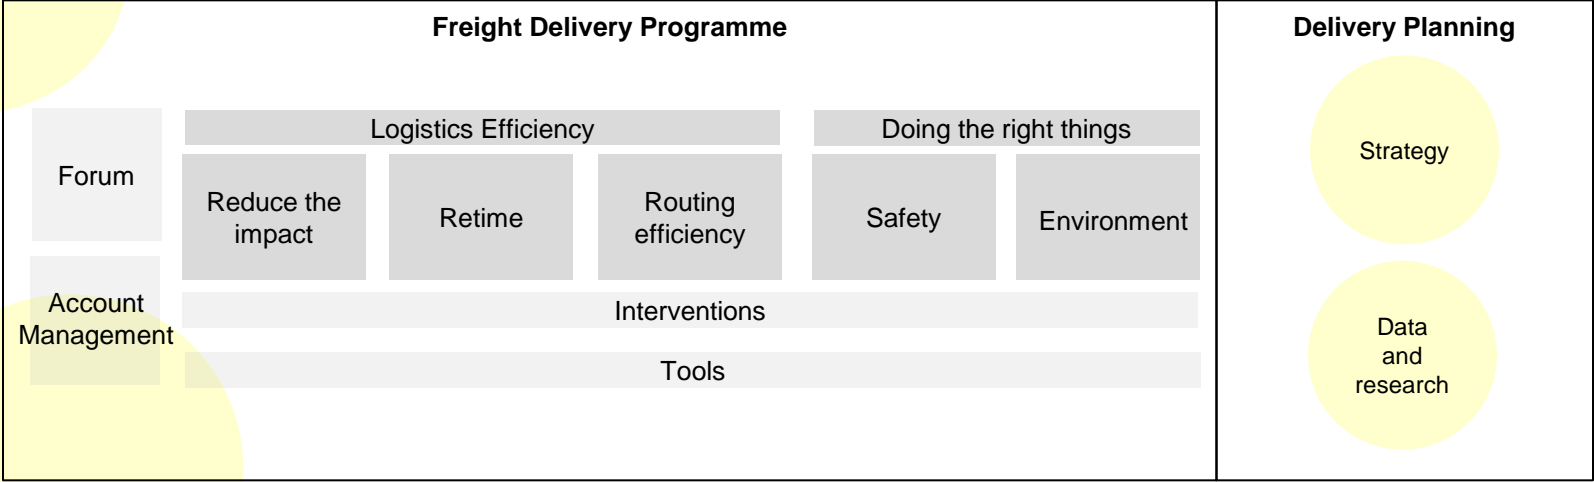 Freight Delivery Programme
Forum
Account
Management
Logistics Efficiency
Reduce the
impact
Retime
Routing
efficiency
Doing the right things
Safety
Environment
Interventions
Tools
Delivery Planning
Strategy
Data
and
research